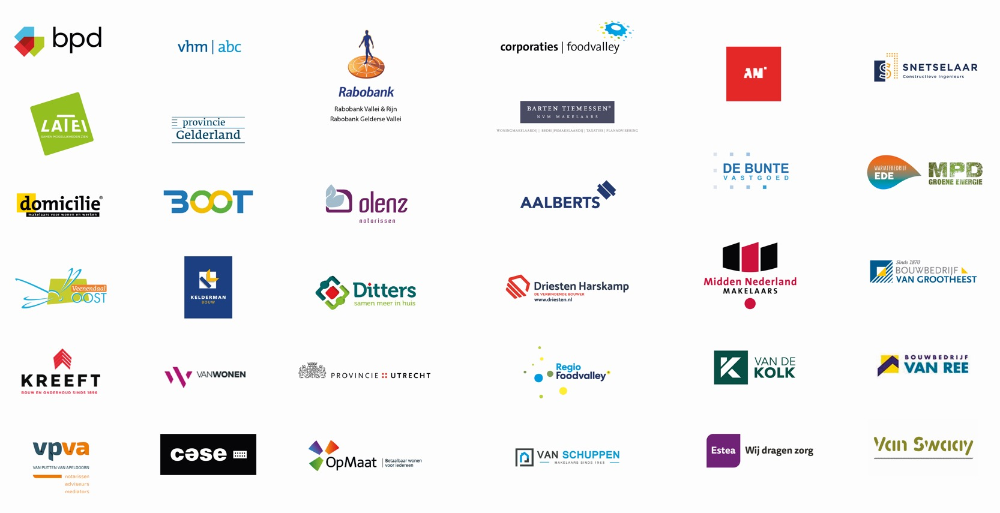 bpd
vhm | abc
Rabobank
Rabobank Vallei & Rijn
Rabobank Gelderse Vallei
corporaties | foodvalley
AM
SNETSELAAR
Constructieve Ingenieurs
LATEI
SAMEN MOGELIJKHEDEN ZIEN
provincie
Gelderland
BARTEN TIEMESSEN®
NVM MAKELAARS
WONINGMAKELAARDIJ | BEDRIJFSMAKELAARDIJ | TAXATIES | PLANADVISERING
DE BUNTE
VASTGOED
WARMTEBEDRIJF
EDE
MPD
GROENE ENERGIE
domicilie®
makelaars voor wonen en werken
BOOT
olenz
notarissen
AALBERTS
Midden Nederland
MAKELAARS
Sinds 1870
BOUWBEDRIJF
VAN GROOTHEEST
Veenendaal
OOST
KELDERMAN
BOUW
Ditters
samen meer in huis
Driesten Harskamp
DE VERBINDENDE BOUWER
www.driesten.nl
KREEFT
BOUW EN ONDERHOUD SINDS 1896
VANWONEN
PROVINCIE UTRECHT
Regio
Foodvalley
VAN DE
KOLK
BOUWBEDRIJF
VAN REE
vpva
VAN PUTTEN VAN APELDOORN
notarissen
adviseurs
mediators
cəse
OpMaat
Betaalbaar wonen
voor iedereen
VAN SCHUPPEN
MAKELAARS SINDS 1968
Estea
Wij dragen zorg
Van Swaay